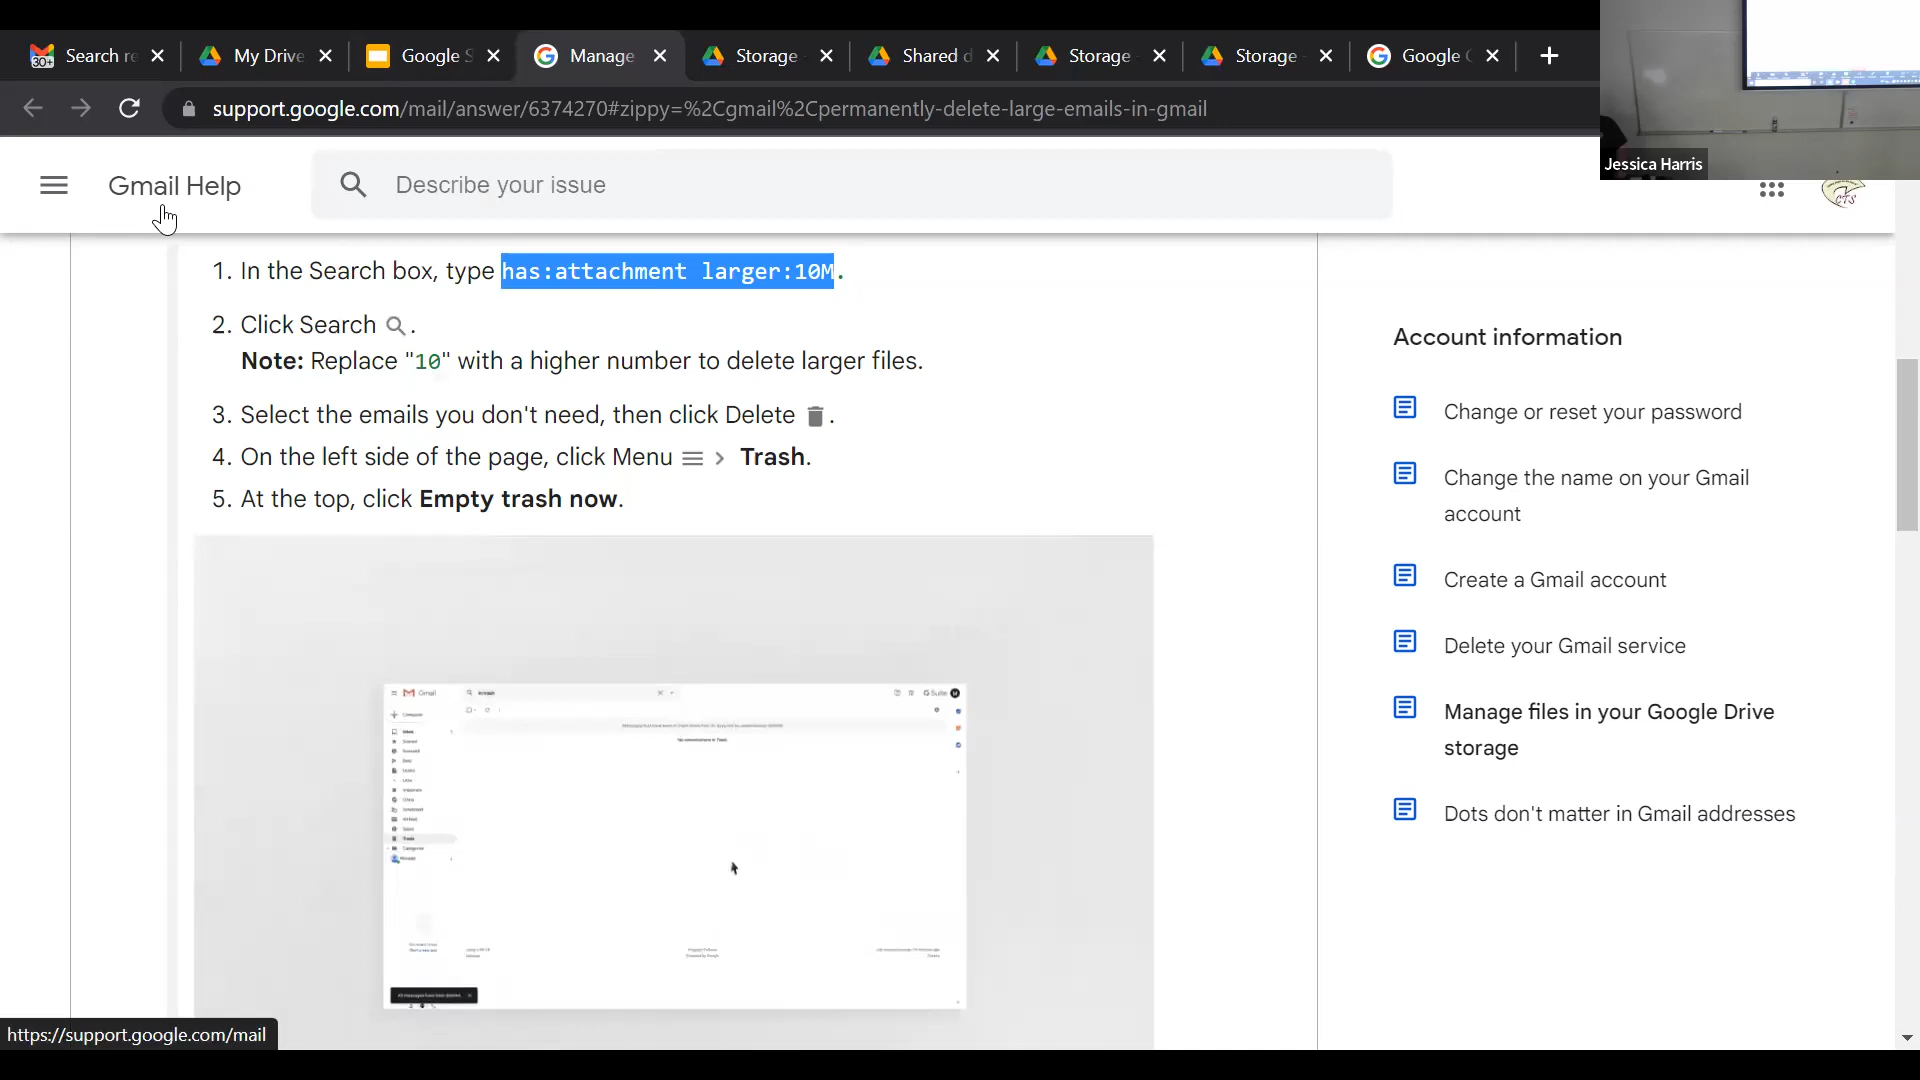 Search re
My Drive
Google S
Manage
Storage
Shared d
Storage
Storage
Google
support.google.com/mail/answer/6374270#zippy=%2Cgmail%2Cpermanently-delete-large-emails-in-gmail
Jessica Harris
Gmail Help
Describe your issue
CTS
1. In the Search box, type has:attachment larger:10M.
2. Click Search .
Note: Replace "10" with a higher number to delete larger files.
3. Select the emails you don't need, then click Delete .
4. On the left side of the page, click Menu > Trash.
5. At the top, click Empty trash now.
Gmail
G Suite
Account information
Change or reset your password
Change the name on your Gmail
account
Create a Gmail account
Delete your Gmail service
Manage files in your Google Drive
storage
Dots don't matter in Gmail addresses
https://support.google.com/mail